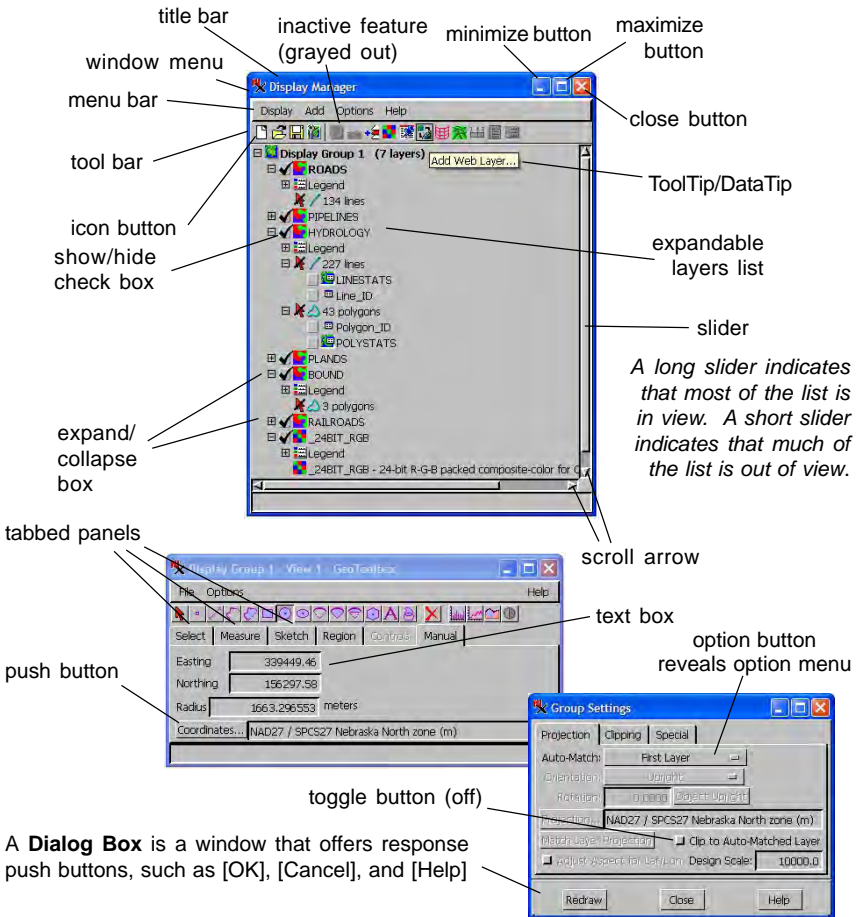 title bar
inactive feature
(grayed out)
minimize button
maximize
button
window menu
menu bar
close button
tool bar
icon button
ToolTip/DataTip
show/hide
check box
expandable
layers list
slider
Display Manager
Display Add Options Help
Display Group 1 (7 layers)
Add Web Layer...
ROADS
Legend
134 lines
PIPELINES
HYDROLOGY
Legend
227 lines
LINESTATS
Line_ID
43 polygons
Polygon_ID
POLYSTATS
PLANDS
BOUND
Legend
3 polygons
RAILROADS
_24BIT_RGB
Legend
_24BIT_RGB - 24-bit R-G-B packed composite-color for
A long slider indicates
that most of the list is
in view. A short slider
indicates that much of
the list is out of view.
expand/
collapse
box
scroll arrow
tabbed panels
push button
Display Group 1 - View 1 - GeoToolbox
File Options Help
Select Measure Sketch Region Controls Manual
Easting 339449.46
Northing 156297.58
Radius 1663.296553 meters
Coordinates... NAD27 / SPCS27 Nebraska North zone (m)
text box
option button
reveals option menu
Group Settings
Projection Clipping Special
Auto-Match: First Layer
Orientation: Upright
Rotation: 0.0000 Object Upright
Projection... NAD27 / SPCS27 Nebraska North zone (m)
Match Layer Projection Clip to Auto-Matched Layer
Adjust Aspect for Lat/Lon Design Scale: 10000.0
Redraw Close Help
toggle button (off)
A Dialog Box is a window that offers response
push buttons, such as [OK], [Cancel], and [Help]